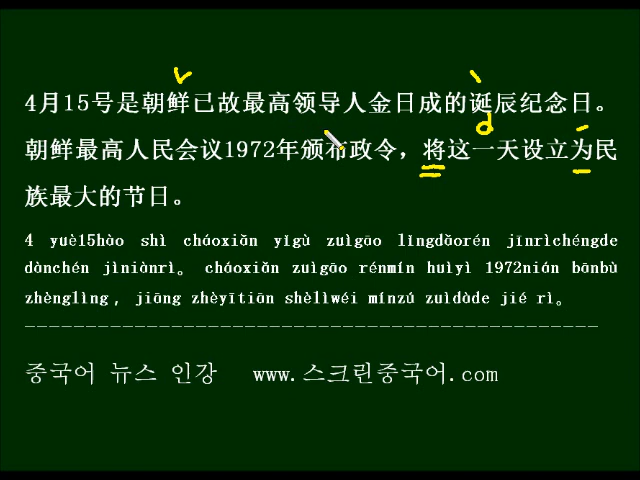 4月15号是朝鲜已故最高领导人金日成的诞辰纪念日。
朝鲜最高人民会议1972年颁布政令，将这一天设立为民
族最大的节日。
4 yuè15hào shì cháoxiǎn yǐgù zuìgāo lǐngdǎorén jīnrìchéngde
dànchén jìniànrì。 cháoxiǎn zuìgāo rénmín huìyì 1972nián bānbù
zhènglìng, jiāng zhèyītiān shèlìwéi mínzú zuìdàde jié rì。
중국어 뉴스 인강 www.스크린중국어.com